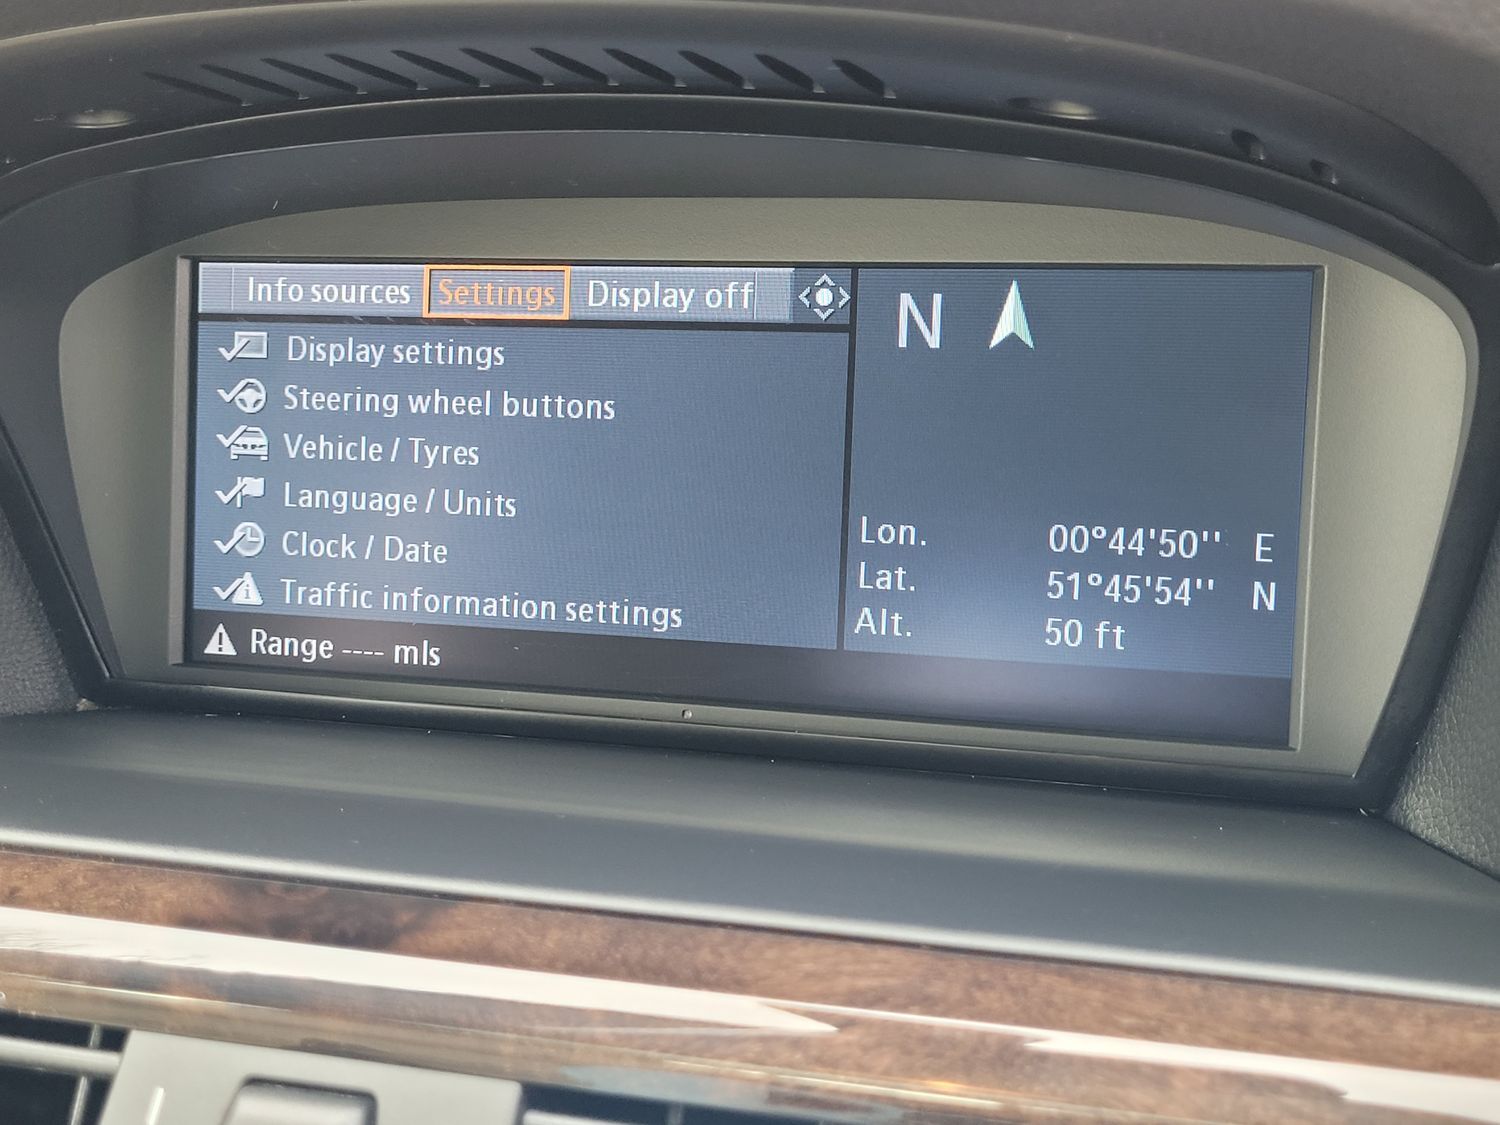 Info sources Settings Display off
Display settings
Steering wheel buttons
Vehicle / Tyres
Language / Units
Clock / Date
Traffic information settings
Range ---- mls
N
Lon. 00°44'50'' E
Lat. 51°45'54'' N
Alt. 50 ft